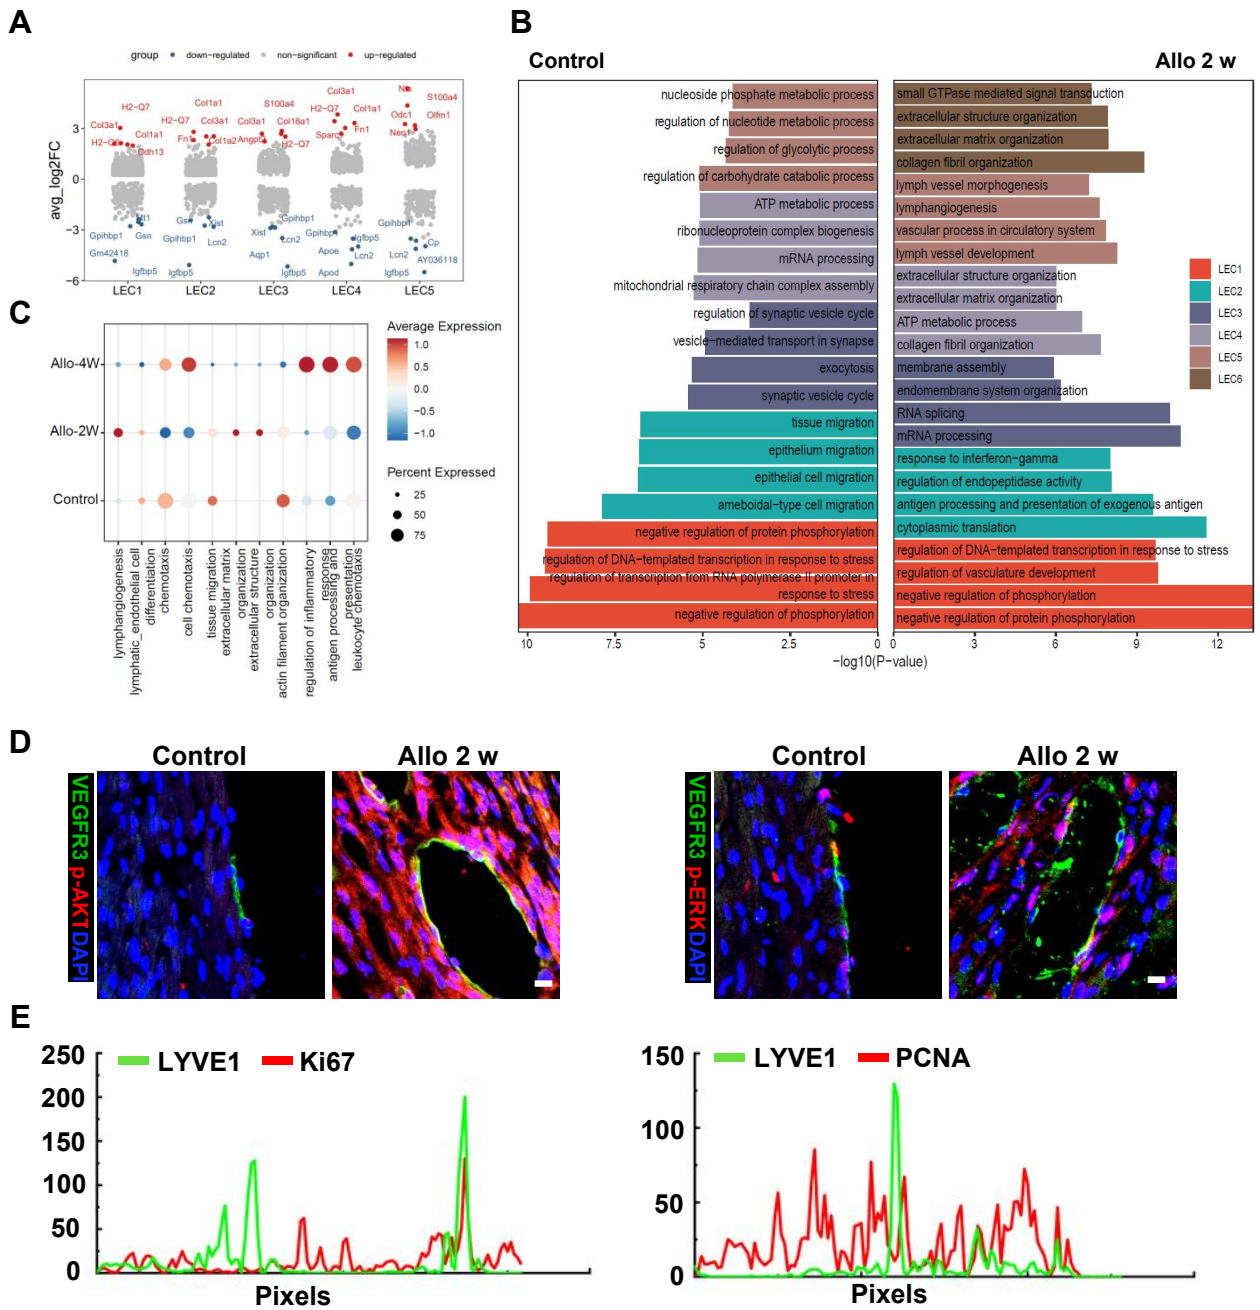 A
group down-regulated non-significant up-regulated
avg_log2FC
3
0
-3
-6
Col3a1
H2-Q7
Col1a1
Cdh13
Gpihbp1
Gm42418
Gsn
Igfbp5
H2-Q7
Col1a1
Col3a1
Fn1
Col1a2
Gsn
Xist
Gpihbp1
Lcn2
Igfbp5
S100a4
Col3a1
Col18a1
H2-Q7
Gpihbp1
Xist
Lcn2
Aqp1
Igfbp5
Col3a1
H2-Q7
Col1a1
Sparc
Fn1
Gpihbp1
Igfbp5
Apoe
Lcn2
Apod
S100a4
Odc1
Olfm1
Gpihbp1
Lcn2
Cp
AY036118
Igfbp5
LEC1 LEC2 LEC3 LEC4 LEC5
B
Control
Allo 2 w
nucleoside phosphate metabolic process
regulation of nucleotide metabolic process
regulation of glycolytic process
regulation of carbohydrate catabolic process
ATP metabolic process
ribonucleoprotein complex biogenesis
mRNA processing
mitochondrial respiratory chain complex assembly
regulation of synaptic vesicle cycle
vesicle-mediated transport in synapse
exocytosis
synaptic vesicle cycle
tissue migration
epithelium migration
epithelial cell migration
ameboidal-type cell migration
negative regulation of protein phosphorylation
regulation of DNA-templated transcription in response to stress
regulation of transcription from RNA polymerase II promoter in
response to stress
negative regulation of phosphorylation
10 7.5 5 2.5 0
small GTPase mediated signal transduction
extracellular structure organization
extracellular matrix organization
collagen fibril organization
lymph vessel morphogenesis
lymphangiogenesis
vascular process in circulatory system
lymph vessel development
extracellular structure organization
extracellular matrix organization
ATP metabolic process
collagen fibril organization
membrane assembly
endomembrane system organization
RNA splicing
mRNA processing
response to interferon-gamma
regulation of endopeptidase activity
antigen processing and presentation of exogenous antigen
cytoplasmic translation
regulation of DNA-templated transcription in response to stress
regulation of vasculature development
negative regulation of phosphorylation
negative regulation of protein phosphorylation
0 3 6 9 12
-log10(P-value)
LEC1
LEC2
LEC3
LEC4
LEC5
LEC6
C
Allo-4W
Allo-2W
Control
lymphangiogenesis
lymphatic_endothelial cell
differentiation
chemotaxis
cell chemotaxis
tissue migration
extracellular matrix
organization
extracellular structure
organization
actin filament organization
regulation of inflammatory
response
antigen processing and
presentation
leukocyte chemotaxis
Average Expression
1.0
0.5
0.0
-0.5
-1.0
Percent Expressed
25
50
75
D
Control
Allo 2 w
VEGFR3 p-AKTDAPI
Control
Allo 2 w
VEGFR3 p-ERKDAPI
E
LYVE1 Ki67
250
200
150
100
50
0
Pixels
LYVE1 PCNA
150
100
50
0
Pixels